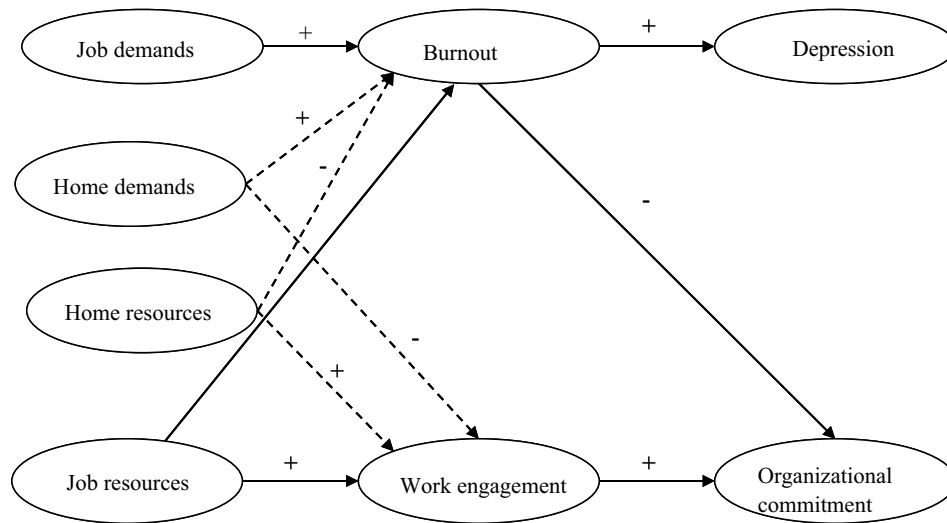 Job demands
+
Burnout
+
Depression
+
-
Home demands
-
Home resources
-
+
Job resources
+
Work engagement
+
Organizational
commitment